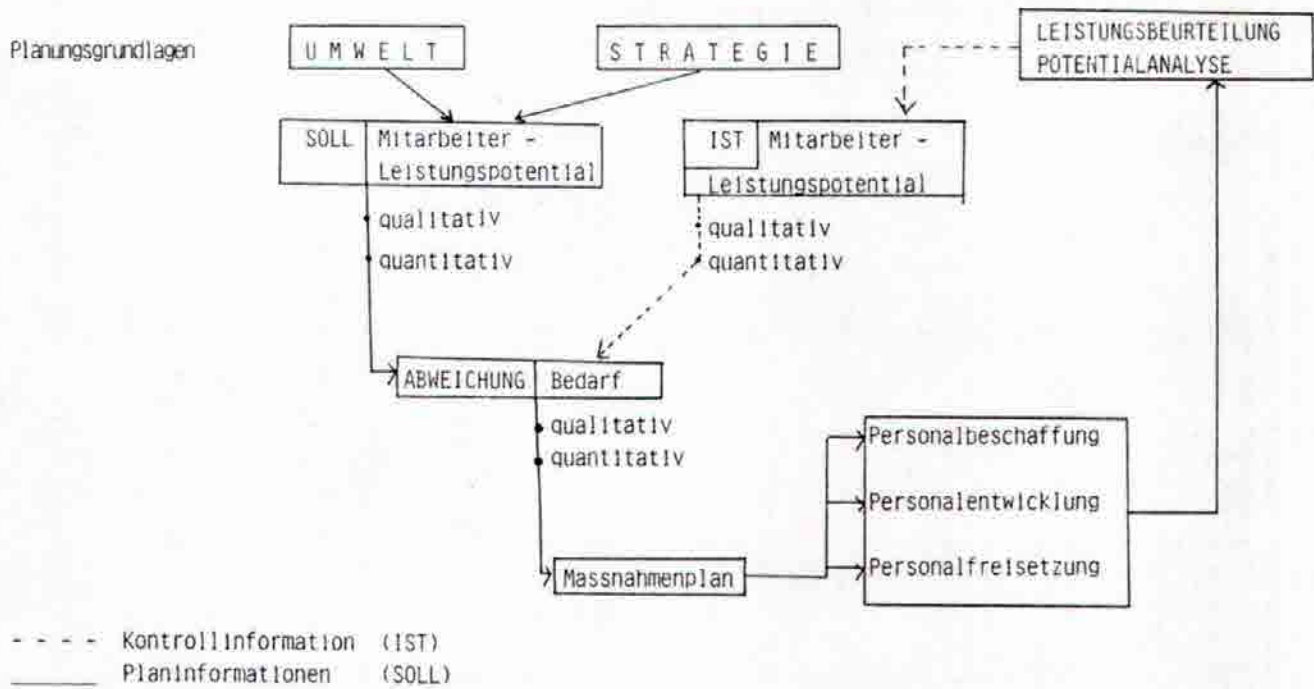 Planungsgrundlagen
U M W E L T
S T R A T E G I E
LEISTUNGSBEURTEILUNG
POTENTIALANALYSE
SOLL
Mitarbeiter -
Leistungspotential
IST
Mitarbeiter -
Leistungspotential
qualitativ
quantitativ
qualitativ
quantitativ
ABWEICHUNG
Bedarf
qualitativ
quantitativ
Massnahmenplan
Personalbeschaffung
Personalentwicklung
Personalfreisetzung
- - - - Kontrollinformation (IST)
_____ Planinformationen (SOLL)